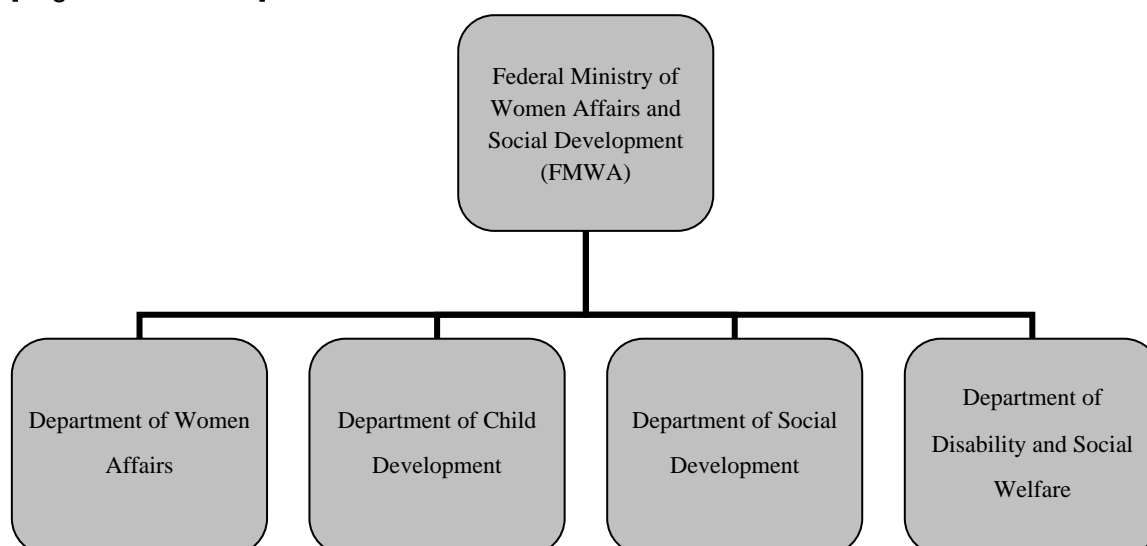 Federal Ministry of
Women Affairs and
Social Development
(FMWA)
Department of Women
Affairs
Department of Child
Development
Department of Social
Development
Department of
Disability and Social
Welfare